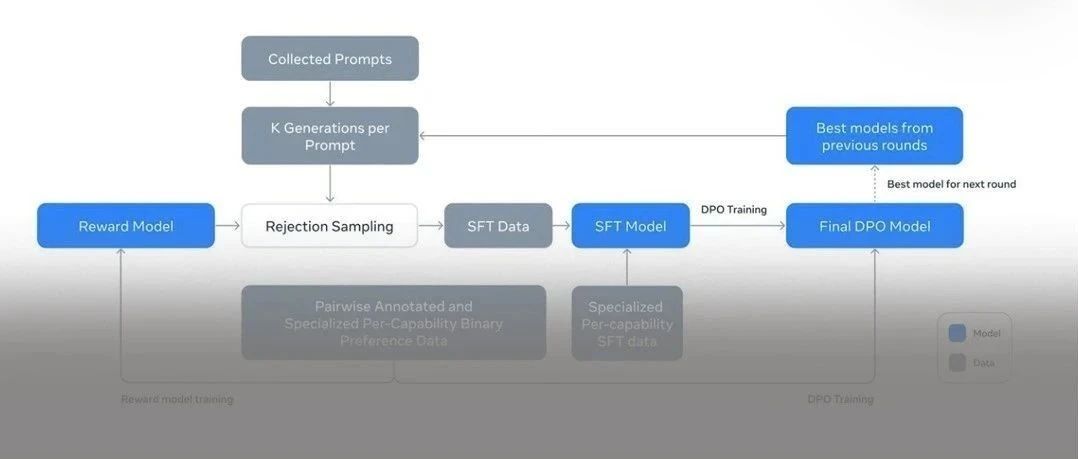 Collected Prompts
K Generations per
Prompt
Best models from
previous rounds
Best model for next round
Reward Model
Rejection Sampling
SFT Data
SFT Model
DPO Training
Final DPO Model
Pairwise Annotated and
Specialized Per-Capability Binary
Preference Data
Specialized
Per-capability
SFT data
Model
Data
Reward model training
DPO Training